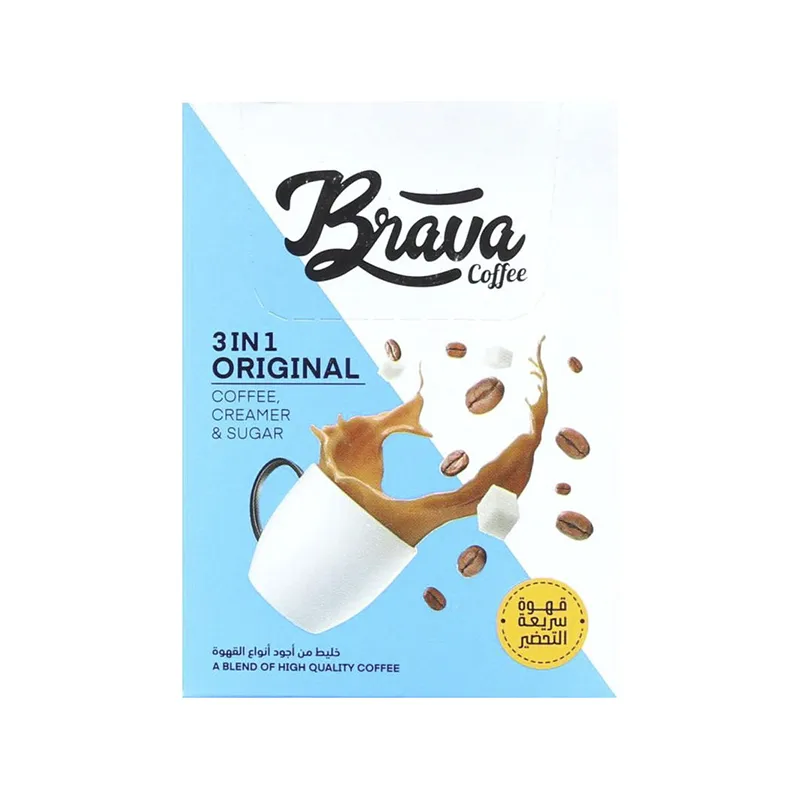 Brava
Coffee
3 IN 1
ORIGINAL
COFFEE,
CREAMER
& SUGAR
قهوة
سريعة
التحضير
خليط من أجود أنواع القهوة
A BLEND OF HIGH QUALITY COFFEE